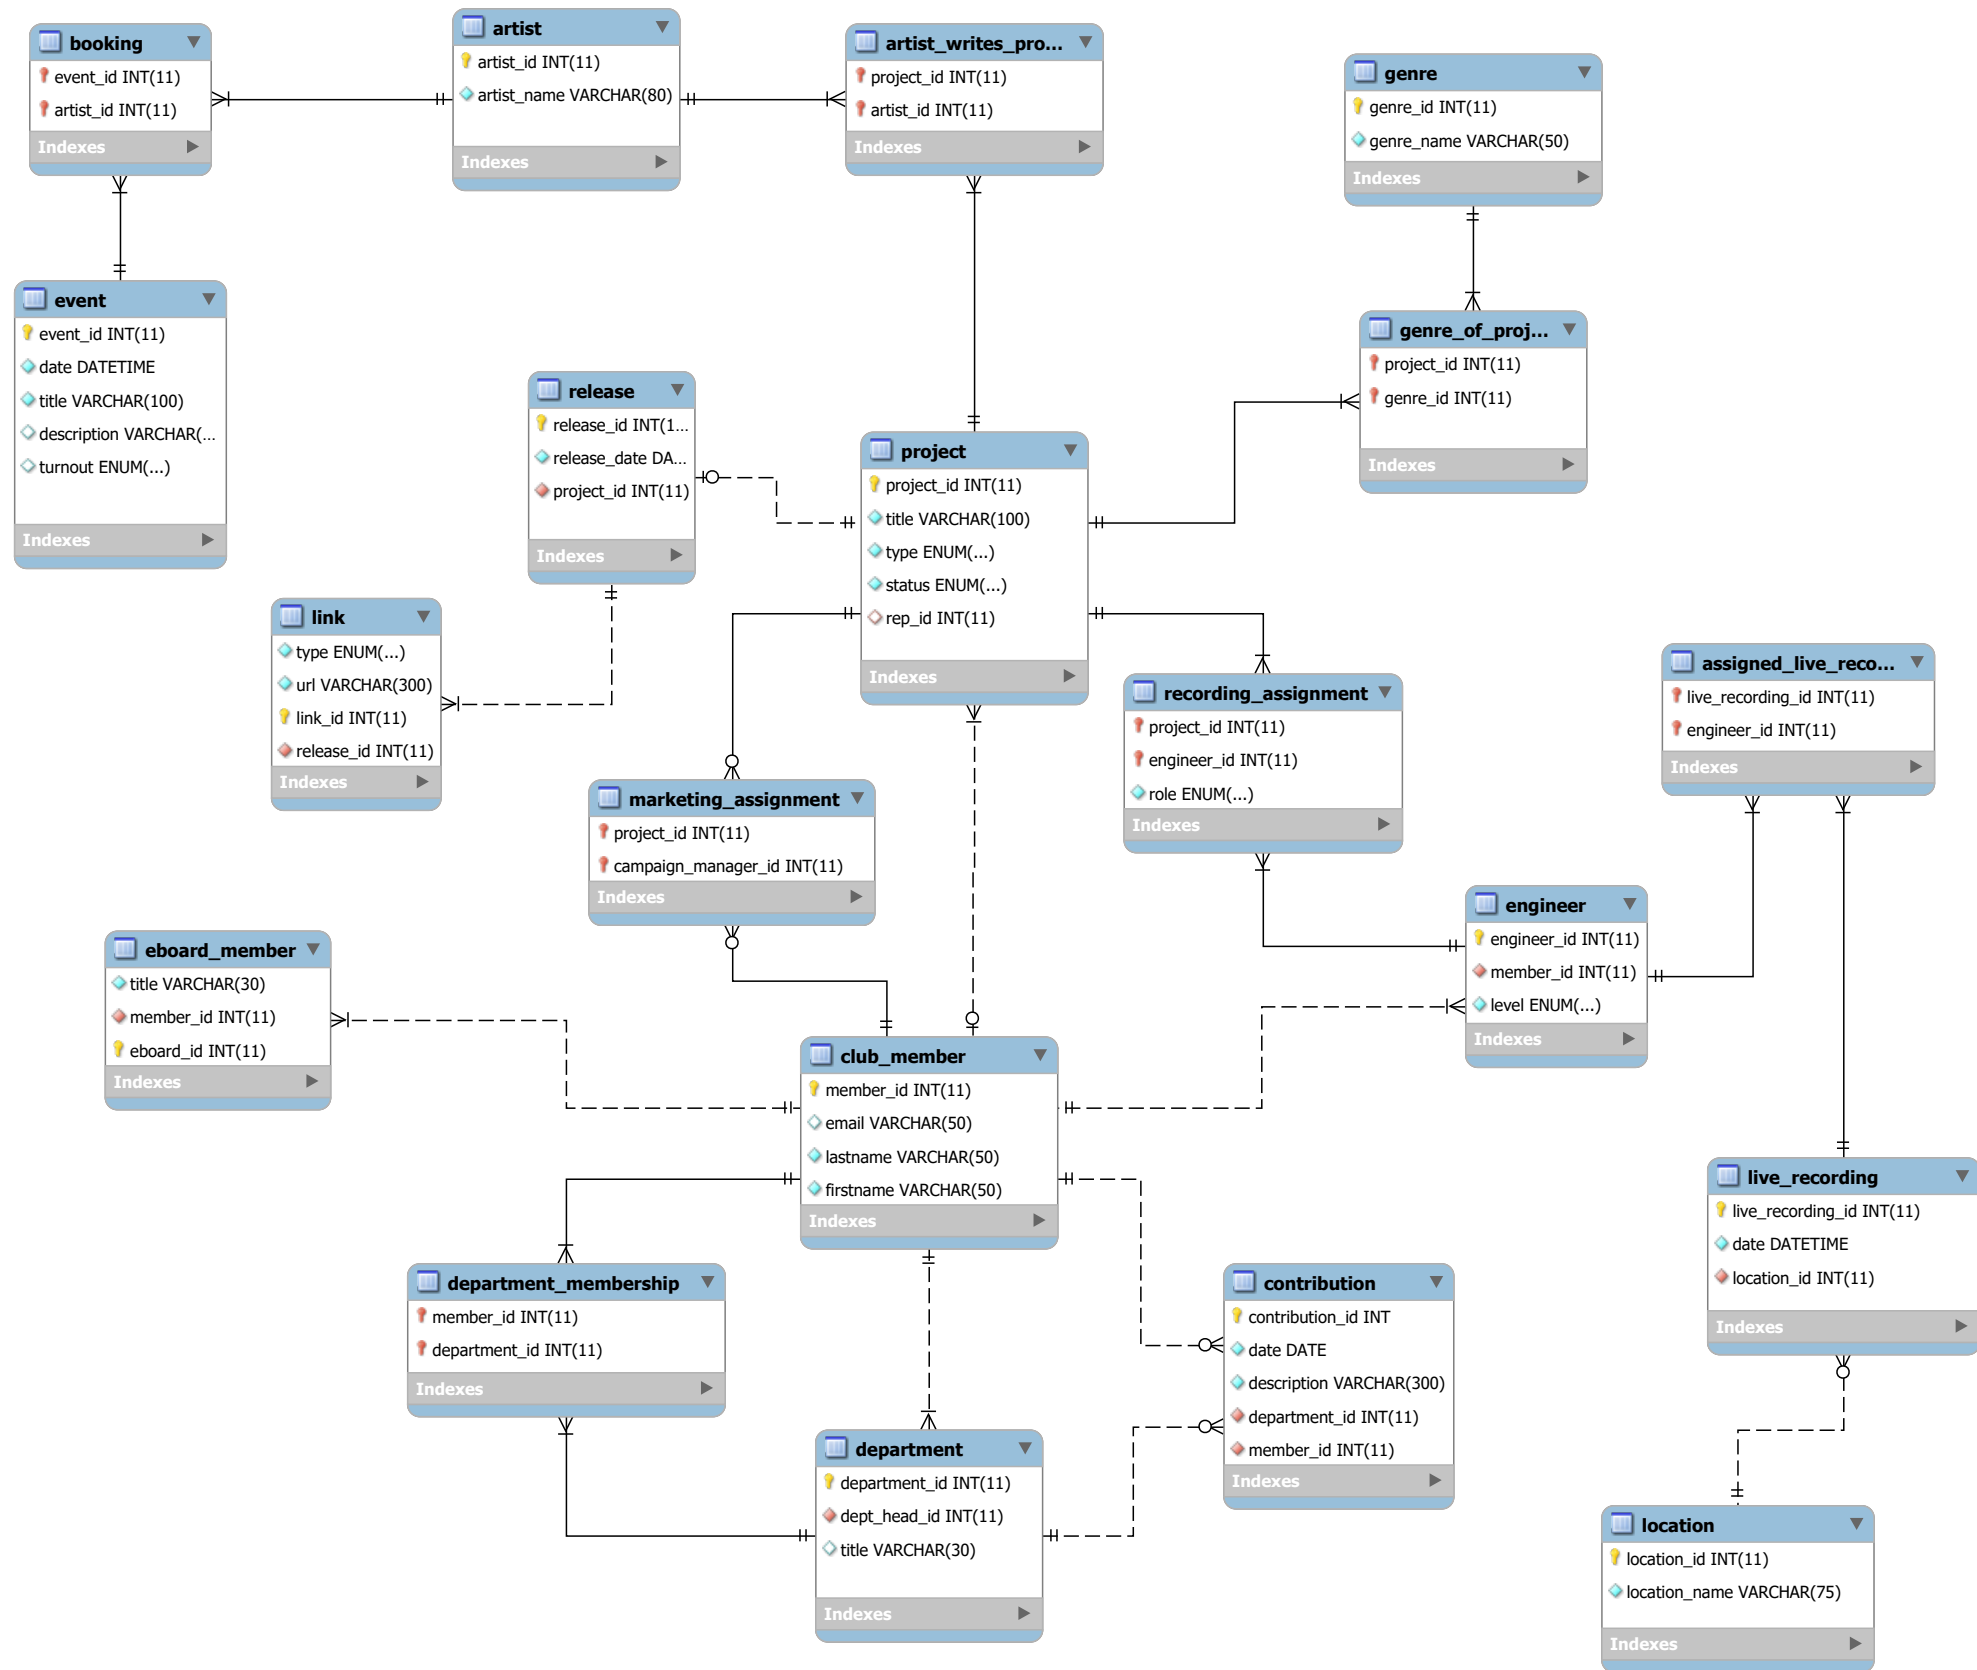 booking
event_id INT(11)
artist_id INT(11)
Indexes
artist
artist_id INT(11)
artist_name VARCHAR(80)
Indexes
artist_writes_pro...
project_id INT(11)
artist_id INT(11)
Indexes
genre
genre_id INT(11)
genre_name VARCHAR(50)
Indexes
event
event_id INT(11)
date DATETIME
title VARCHAR(100)
description VARCHAR(...
turnout ENUM(...)
Indexes
release
release_id INT(1...
release_date DA...
project_id INT(11)
Indexes
project
project_id INT(11)
title VARCHAR(100)
type ENUM(...)
status ENUM(...)
rep_id INT(11)
Indexes
genre_of_proj...
project_id INT(11)
genre_id INT(11)
Indexes
link
type ENUM(...)
url VARCHAR(300)
link_id INT(11)
release_id INT(11)
Indexes
marketing_assignment
project_id INT(11)
campaign_manager_id INT(11)
Indexes
recording_assignment
project_id INT(11)
engineer_id INT(11)
role ENUM(...)
Indexes
assigned_live_reco...
live_recording_id INT(11)
engineer_id INT(11)
Indexes
eboard_member
title VARCHAR(30)
member_id INT(11)
eboard_id INT(11)
Indexes
club_member
member_id INT(11)
email VARCHAR(50)
lastname VARCHAR(50)
firstname VARCHAR(50)
Indexes
engineer
engineer_id INT(11)
member_id INT(11)
level ENUM(...)
Indexes
live_recording
live_recording_id INT(11)
date DATETIME
location_id INT(11)
Indexes
department_membership
member_id INT(11)
department_id INT(11)
Indexes
department
department_id INT(11)
dept_head_id INT(11)
title VARCHAR(30)
Indexes
contribution
contribution_id INT
date DATE
description VARCHAR(300)
department_id INT(11)
member_id INT(11)
Indexes
location
location_id INT(11)
location_name VARCHAR(75)
Indexes